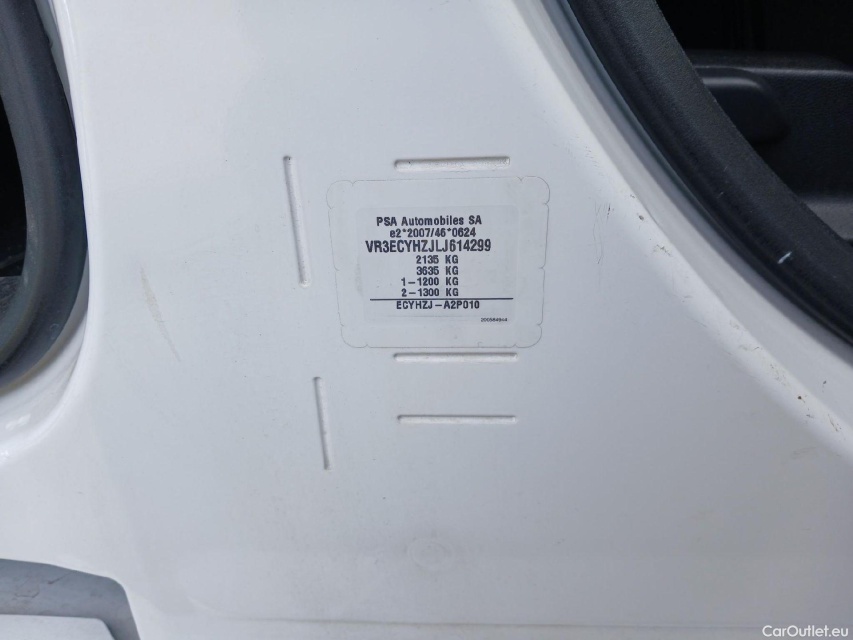 PSA Automobiles SA
e2*2007/46*0624
VR3ECYHZJLJ614299
2135 KG
3635 KG
1-1200 KG
2-1300 KG
ECYHZJ-A2P010
CarOutlet.eu